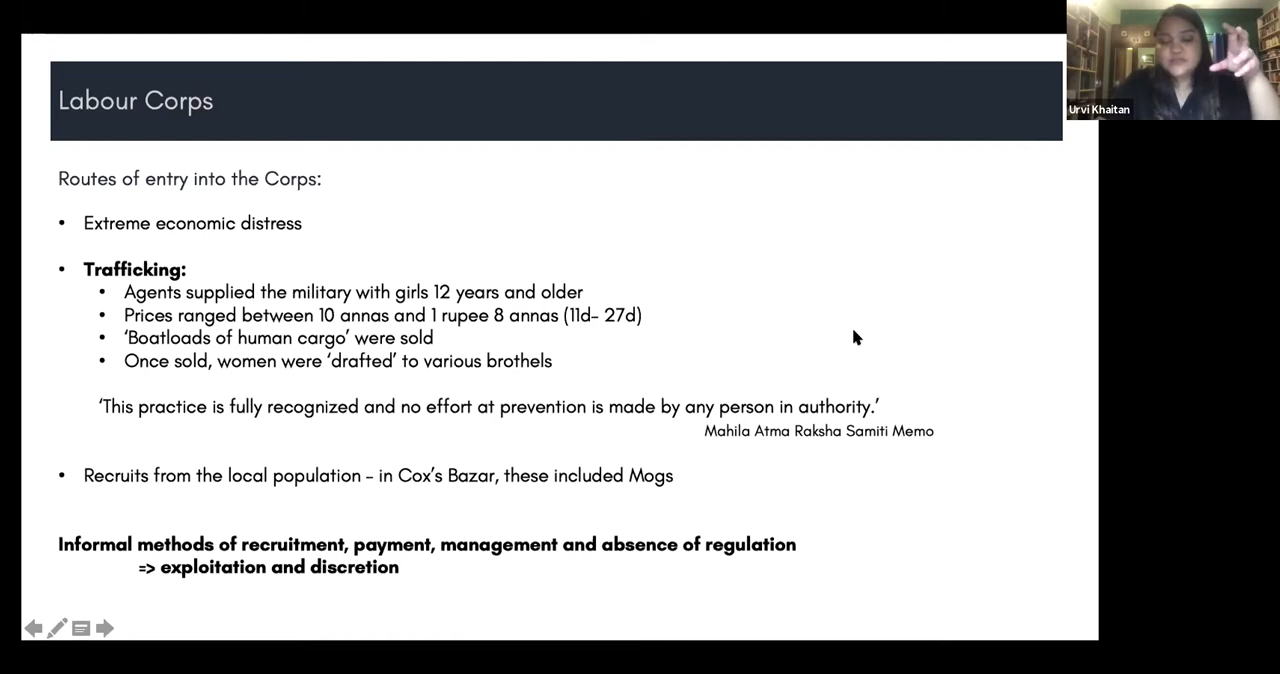 Urvi Khaitan
Labour Corps
Routes of entry into the Corps:
• Extreme economic distress
• Trafficking:
• Agents supplied the military with girls 12 years and older
• Prices ranged between 10 annas and 1 rupee 8 annas (11d– 27d)
• ‘Boatloads of human cargo’ were sold
• Once sold, women were ‘drafted’ to various brothels
‘This practice is fully recognized and no effort at prevention is made by any person in authority.’
Mahila Atma Raksha Samiti Memo
• Recruits from the local population – in Cox’s Bazar, these included Mogs
Informal methods of recruitment, payment, management and absence of regulation
=> exploitation and discretion